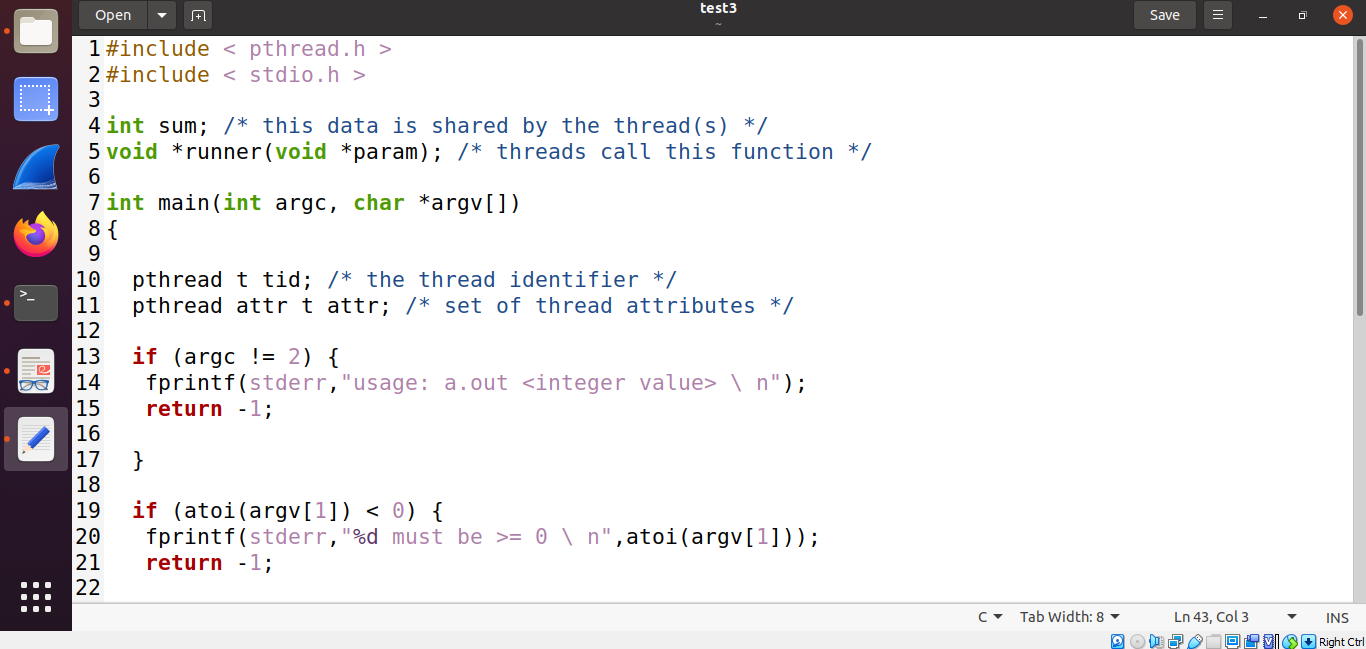 Open
test3
~
Save
1 #include < pthread.h >
2 #include < stdio.h >
3
4 int sum; /* this data is shared by the thread(s) */
5 void *runner(void *param); /* threads call this function */
6
7 int main(int argc, char *argv[])
8 {
9
10   pthread t tid; /* the thread identifier */
11   pthread attr t attr; /* set of thread attributes */
12
13   if (argc != 2) {
14    fprintf(stderr,"usage: a.out <integer value> \ n");
15    return -1;
16
17   }
18
19   if (atoi(argv[1]) < 0) {
20    fprintf(stderr,"%d must be >= 0 \ n",atoi(argv[1]));
21    return -1;
22
C
Tab Width: 8
Ln 43, Col 3
INS
Right Ctrl